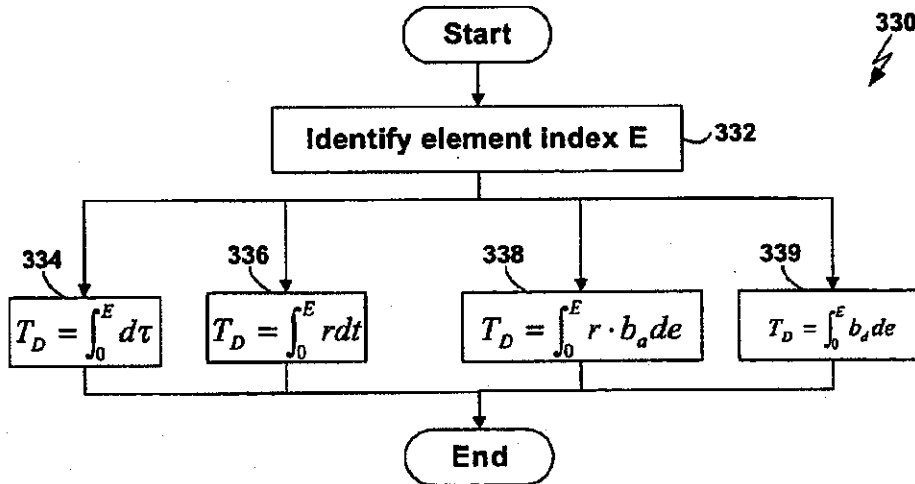 Start
330
Identify element index E
332
334
336
338
339
T_D = ∫_0^E dτ
T_D = ∫_0^E rdt
T_D = ∫_0^E r · b_a de
T_D = ∫_0^E b_d de
End